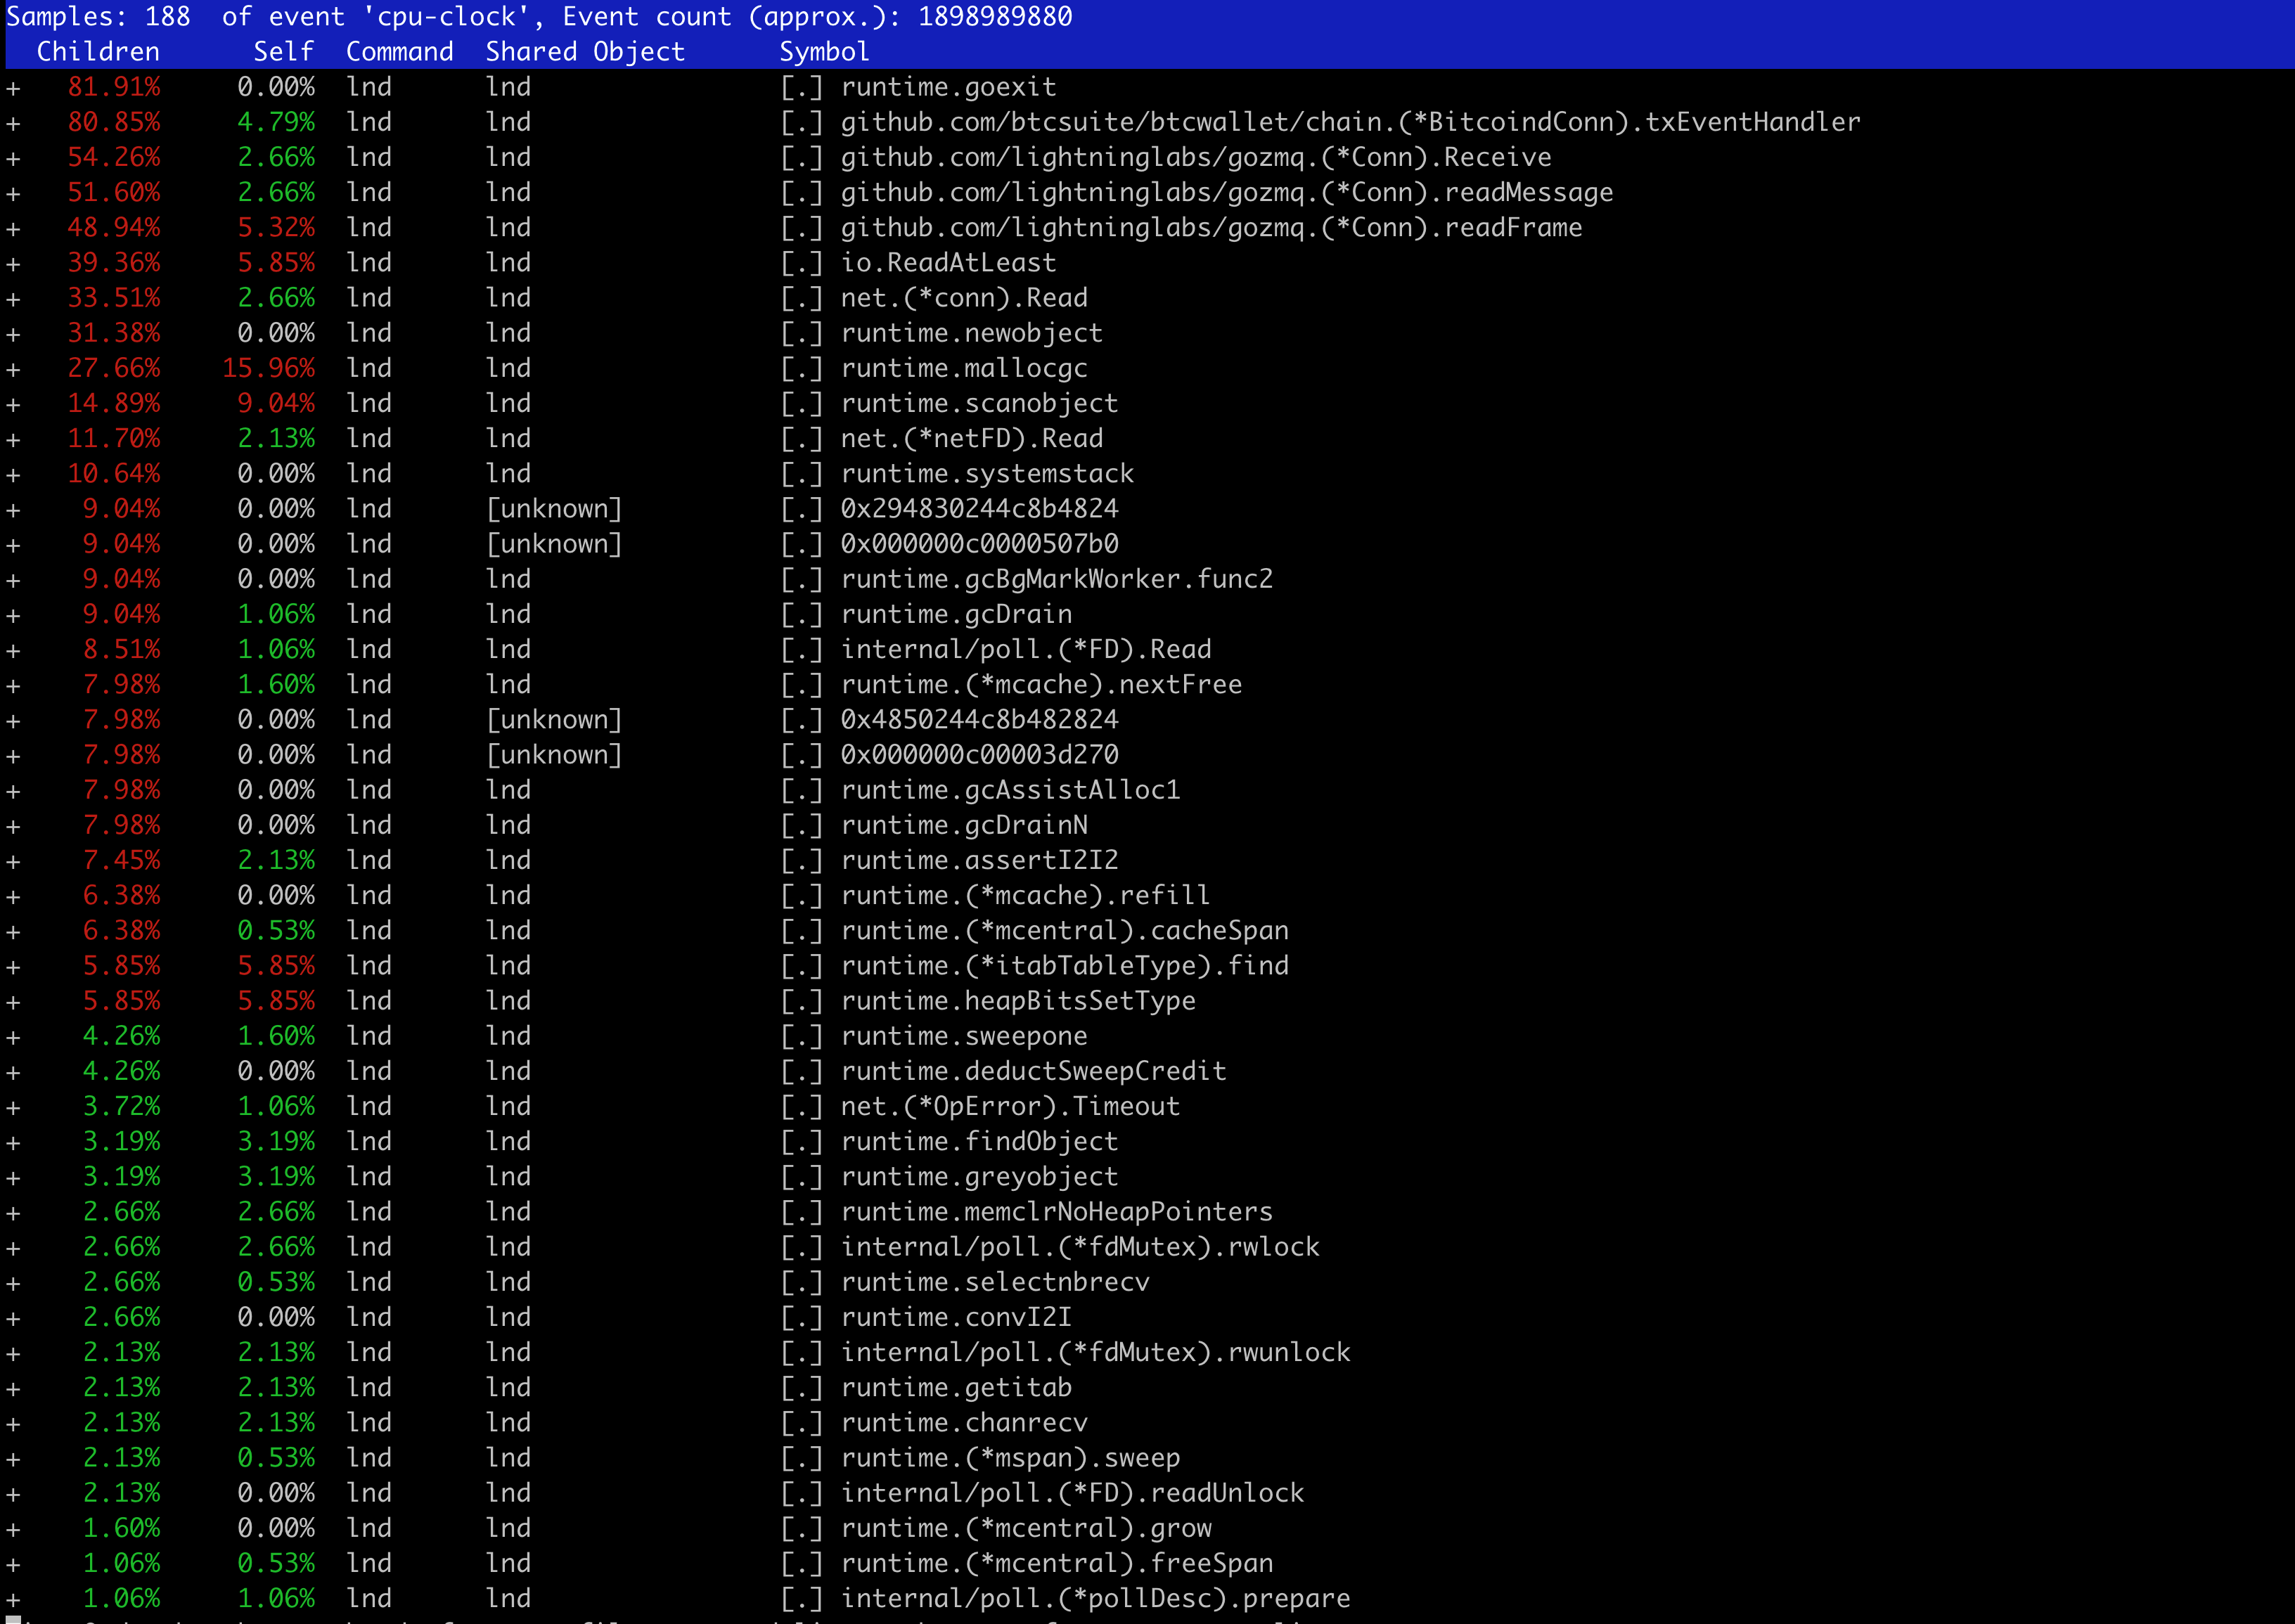 Samples: 188  of event 'cpu-clock', Event count (approx.): 1898989880
  Children      Self  Command  Shared Object      Symbol
+   81.91%     0.00%  lnd      lnd                [.] runtime.goexit
+   80.85%     4.79%  lnd      lnd                [.] github.com/btcsuite/btcwallet/chain.(*BitcoindConn).txEventHandler
+   54.26%     2.66%  lnd      lnd                [.] github.com/lightninglabs/gozmq.(*Conn).Receive
+   51.60%     2.66%  lnd      lnd                [.] github.com/lightninglabs/gozmq.(*Conn).readMessage
+   48.94%     5.32%  lnd      lnd                [.] github.com/lightninglabs/gozmq.(*Conn).readFrame
+   39.36%     5.85%  lnd      lnd                [.] io.ReadAtLeast
+   33.51%     2.66%  lnd      lnd                [.] net.(*conn).Read
+   31.38%     0.00%  lnd      lnd                [.] runtime.newobject
+   27.66%    15.96%  lnd      lnd                [.] runtime.mallocgc
+   14.89%     9.04%  lnd      lnd                [.] runtime.scanobject
+   11.70%     2.13%  lnd      lnd                [.] net.(*netFD).Read
+   10.64%     0.00%  lnd      lnd                [.] runtime.systemstack
+    9.04%     0.00%  lnd      [unknown]          [.] 0x294830244c8b4824
+    9.04%     0.00%  lnd      [unknown]          [.] 0x000000c0000507b0
+    9.04%     0.00%  lnd      lnd                [.] runtime.gcBgMarkWorker.func2
+    9.04%     1.06%  lnd      lnd                [.] runtime.gcDrain
+    8.51%     1.06%  lnd      lnd                [.] internal/poll.(*FD).Read
+    7.98%     1.60%  lnd      lnd                [.] runtime.(*mcache).nextFree
+    7.98%     0.00%  lnd      [unknown]          [.] 0x4850244c8b482824
+    7.98%     0.00%  lnd      [unknown]          [.] 0x000000c00003d270
+    7.98%     0.00%  lnd      lnd                [.] runtime.gcAssistAlloc1
+    7.98%     0.00%  lnd      lnd                [.] runtime.gcDrainN
+    7.45%     2.13%  lnd      lnd                [.] runtime.assertI2I2
+    6.38%     0.00%  lnd      lnd                [.] runtime.(*mcache).refill
+    6.38%     0.53%  lnd      lnd                [.] runtime.(*mcentral).cacheSpan
+    5.85%     5.85%  lnd      lnd                [.] runtime.(*itabTableType).find
+    5.85%     5.85%  lnd      lnd                [.] runtime.heapBitsSetType
+    4.26%     1.60%  lnd      lnd                [.] runtime.sweepone
+    4.26%     0.00%  lnd      lnd                [.] runtime.deductSweepCredit
+    3.72%     1.06%  lnd      lnd                [.] net.(*OpError).Timeout
+    3.19%     3.19%  lnd      lnd                [.] runtime.findObject
+    3.19%     3.19%  lnd      lnd                [.] runtime.greyobject
+    2.66%     2.66%  lnd      lnd                [.] runtime.memclrNoHeapPointers
+    2.66%     2.66%  lnd      lnd                [.] internal/poll.(*fdMutex).rwlock
+    2.66%     0.53%  lnd      lnd                [.] runtime.selectnbrecv
+    2.66%     0.00%  lnd      lnd                [.] runtime.convI2I
+    2.13%     2.13%  lnd      lnd                [.] internal/poll.(*fdMutex).rwunlock
+    2.13%     2.13%  lnd      lnd                [.] runtime.getitab
+    2.13%     2.13%  lnd      lnd                [.] runtime.chanrecv
+    2.13%     0.53%  lnd      lnd                [.] runtime.(*mspan).sweep
+    2.13%     0.00%  lnd      lnd                [.] internal/poll.(*FD).readUnlock
+    1.60%     0.00%  lnd      lnd                [.] runtime.(*mcentral).grow
+    1.06%     0.53%  lnd      lnd                [.] runtime.(*mcentral).freeSpan
+    1.06%     1.06%  lnd      lnd                [.] internal/poll.(*pollDesc).prepare